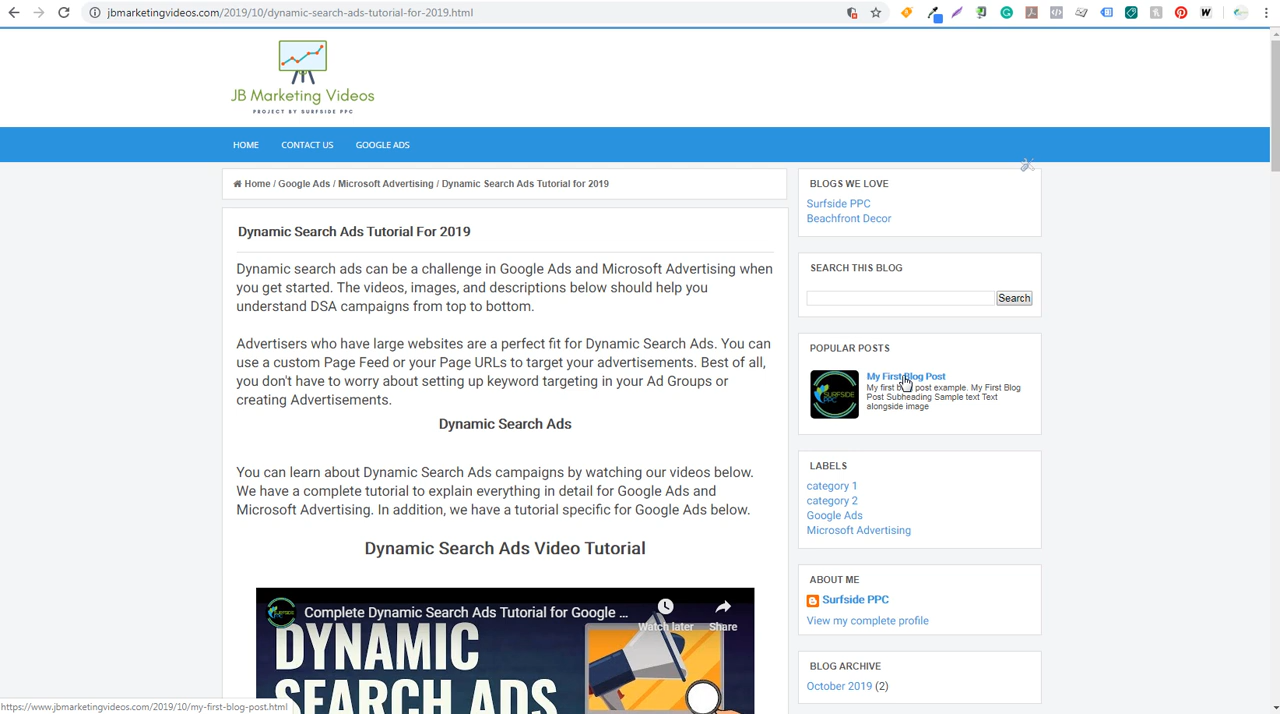 jbmarketingvideos.com/2019/10/dynamic-search-ads-tutorial-for-2019.html
JB Marketing Videos
PROJECT BY SURFSIDE PPC
HOME
CONTACT US
GOOGLE ADS
Home / Google Ads / Microsoft Advertising / Dynamic Search Ads Tutorial for 2019
Dynamic Search Ads Tutorial For 2019
Dynamic search ads can be a challenge in Google Ads and Microsoft Advertising when
you get started. The videos, images, and descriptions below should help you
understand DSA campaigns from top to bottom.
Advertisers who have large websites are a perfect fit for Dynamic Search Ads. You can
use a custom Page Feed or your Page URLs to target your advertisements. Best of all,
you don't have to worry about setting up keyword targeting in your Ad Groups or
creating Advertisements.
Dynamic Search Ads
You can learn about Dynamic Search Ads campaigns by watching our videos below.
We have a complete tutorial to explain everything in detail for Google Ads and
Microsoft Advertising. In addition, we have a tutorial specific for Google Ads below.
Dynamic Search Ads Video Tutorial
Complete Dynamic Search Ads Tutorial for Google ...
Watch later
Share
DYNAMIC
SEARCH ADS
BLOGS WE LOVE
Surfside PPC
Beachfront Decor
SEARCH THIS BLOG
Search
POPULAR POSTS
SURFSIDE
PPC
My First Blog Post
My first blog post example. My First Blog
Post Subheading Sample text Text
alongside image
LABELS
category 1
category 2
Google Ads
Microsoft Advertising
ABOUT ME
Surfside PPC
View my complete profile
BLOG ARCHIVE
October 2019 (2)
https://www.jbmarketingvideos.com/2019/10/my-first-blog-post.html